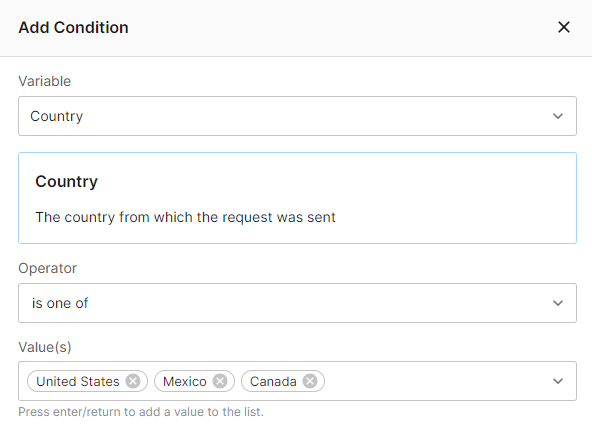 Add Condition
Variable
Country
Country
The country from which the request was sent
Operator
is one of
Value(s)
United States Mexico Canada
Press enter/return to add a value to the list.